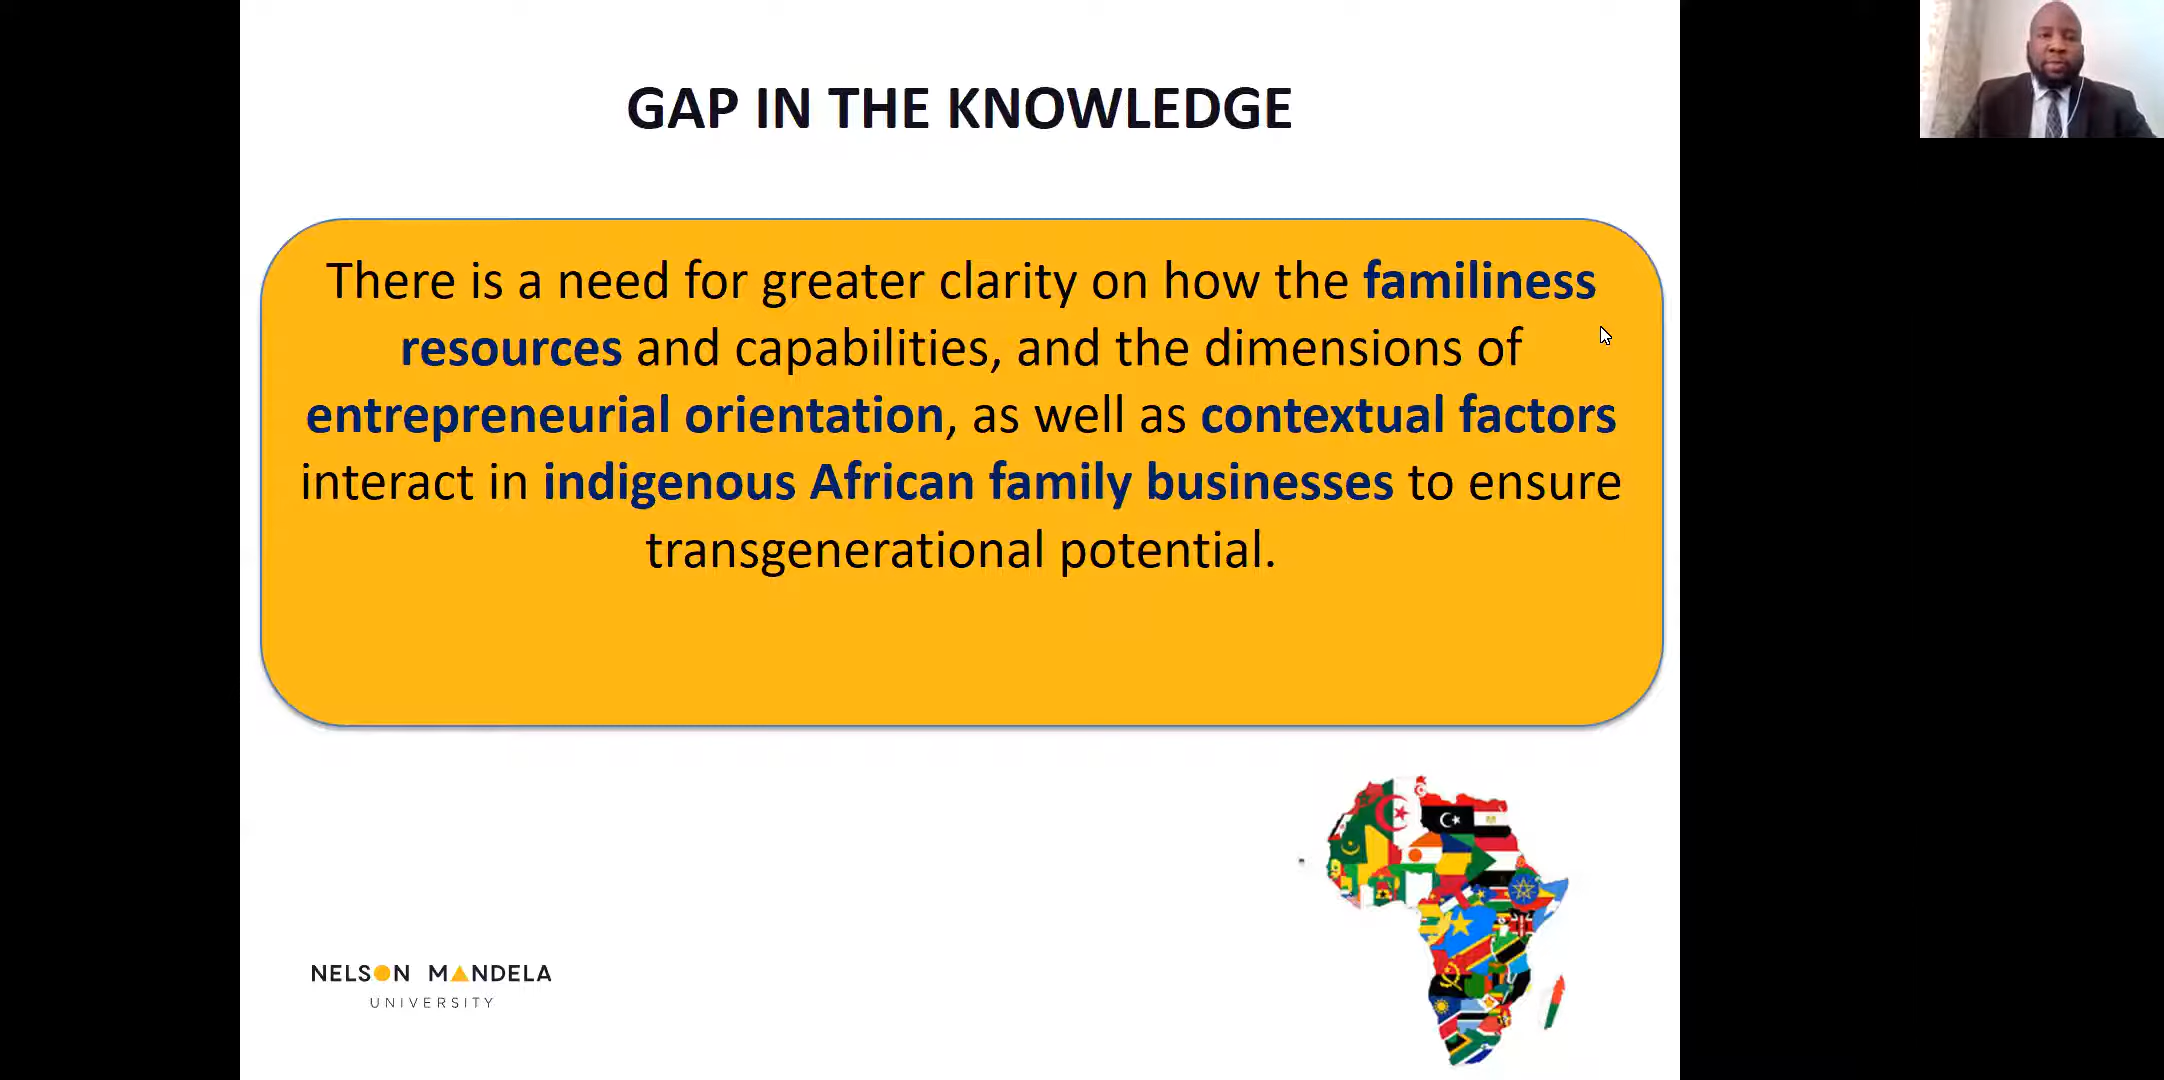 GAP IN THE KNOWLEDGE
There is a need for greater clarity on how the familiness
resources and capabilities, and the dimensions of
entrepreneurial orientation, as well as contextual factors
interact in indigenous African family businesses to ensure
transgenerational potential.
NELSON MANDELA
UNIVERSITY